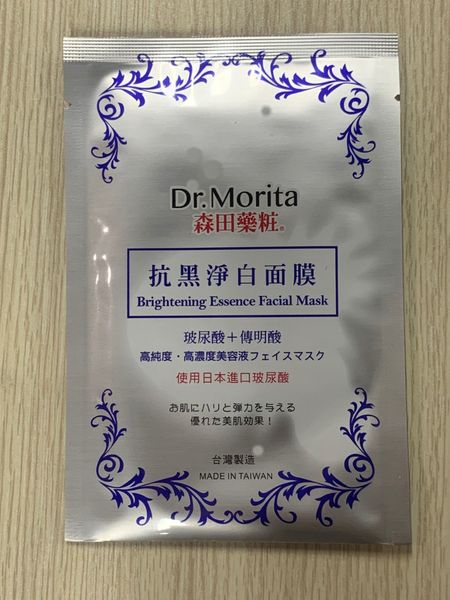 Dr.Morita
森田藥粧®
抗黑淨白面膜
Brightening Essence Facial Mask
玻尿酸＋傳明酸
高純度・高濃度美容液フェイスマスク
使用日本進口玻尿酸
お肌にハリと弾力を与える
優れた美肌効果！
台灣製造
MADE IN TAIWAN